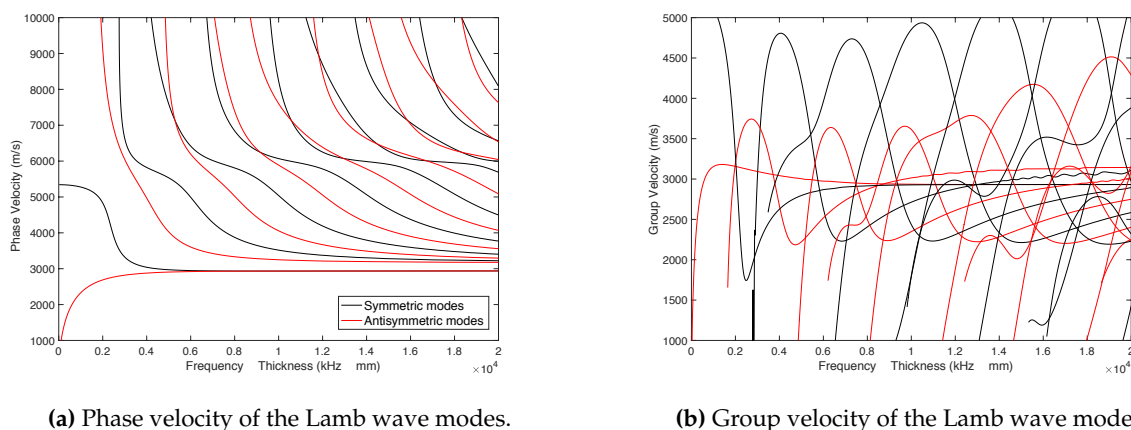 10000
9000
8000
7000
6000
5000
4000
3000
2000
1000
Phase Velocity (m/s)
Symmetric modes
Antisymmetric modes
0 0.2 0.4 0.6 0.8 1 1.2 1.4 1.6 1.8 2
Frequency Thickness (kHz mm)
×10⁴
(a) Phase velocity of the Lamb wave modes.
5000
4500
4000
3500
3000
2500
2000
1500
1000
Group Velocity (m/s)
0 0.2 0.4 0.6 0.8 1 1.2 1.4 1.6 1.8 2
Frequency Thickness (kHz mm)
×10⁴
(b) Group velocity of the Lamb wave mode